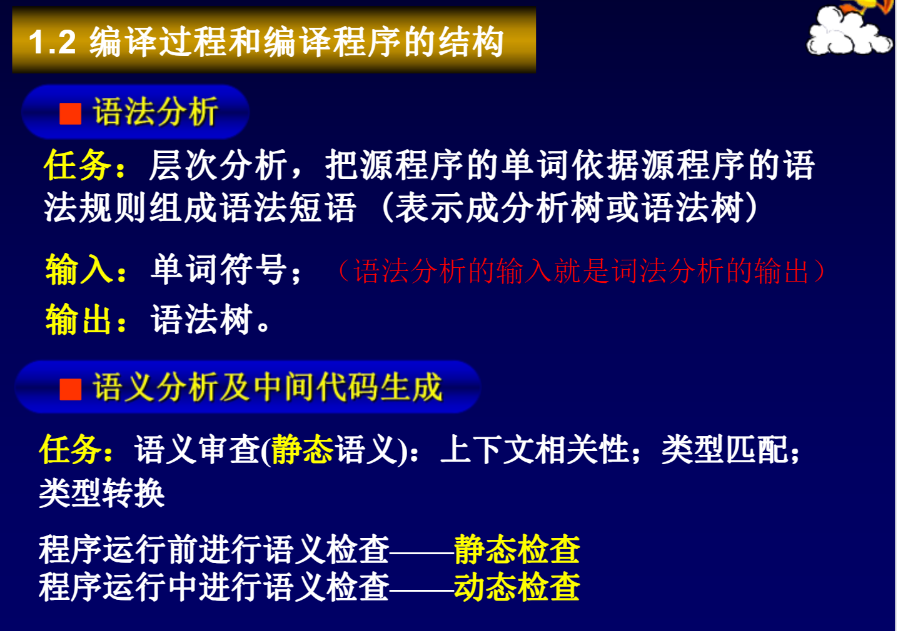 1.2 编译过程和编译程序的结构
■ 语法分析
任务：层次分析，把源程序的单词依据源程序的语
法规则组成语法短语（表示成分析树或语法树）
输入：单词符号；（语法分析的输入就是词法分析的输出）
输出：语法树。
■ 语义分析及中间代码生成
任务：语义审查(静态语义)：上下文相关性；类型匹配；
类型转换
程序运行前进行语义检查——静态检查
程序运行中进行语义检查——动态检查